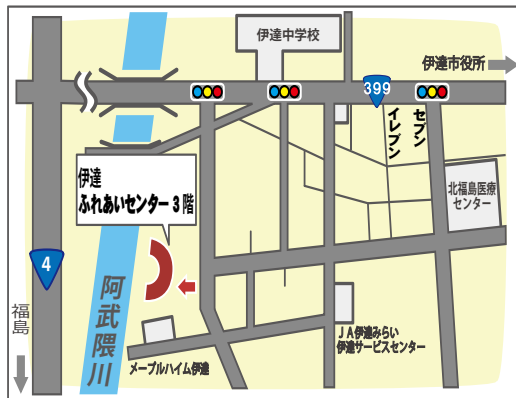 伊達中学校
伊達市役所
399
セブン
イレブン
伊達
ふれあいセンター3階
北福島医療
センター
4
阿武隈川
福島
JA伊達みらい
伊達サービスセンター
メープルハイム伊達